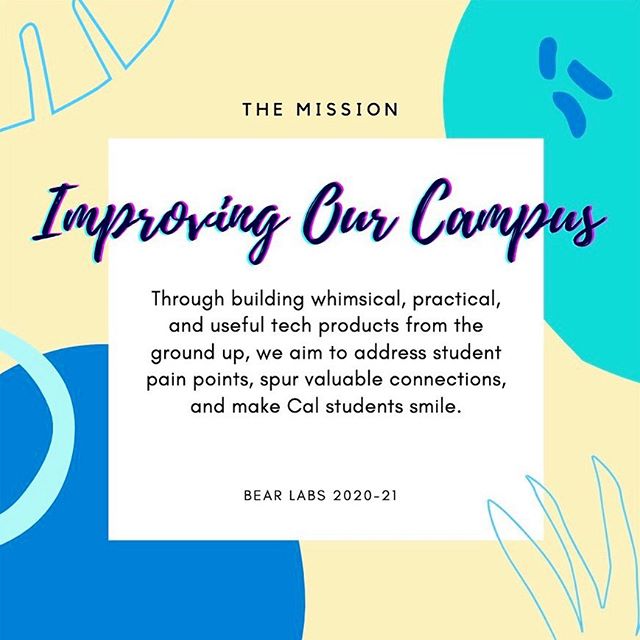 THE MISSION
Improving Our Campus
Through building whimsical, practical,
and useful tech products from the
ground up, we aim to address student
pain points, spur valuable connections,
and make Cal students smile.
BEAR LABS 2020-21